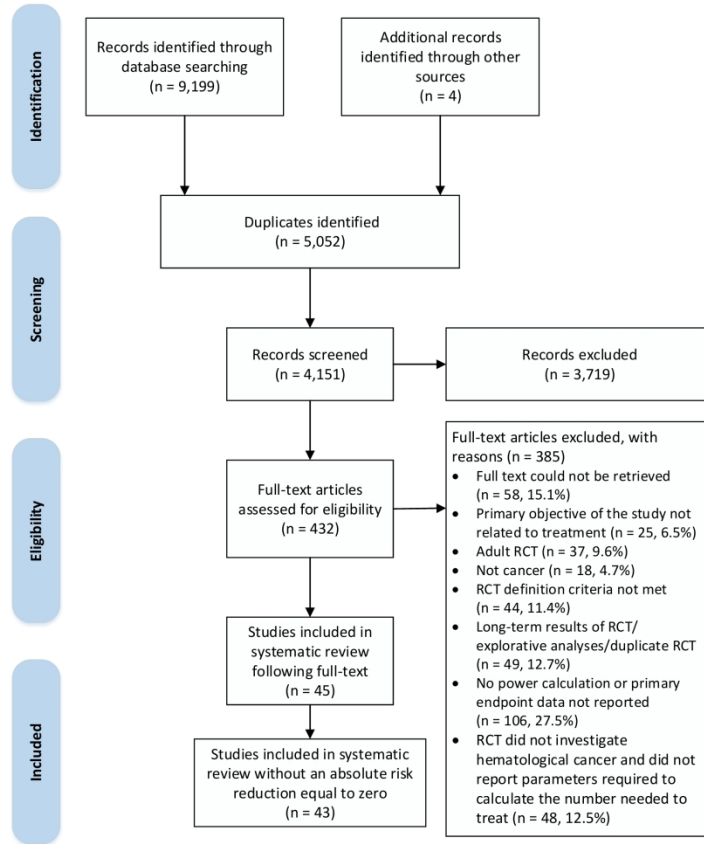 Identification
Records identified through
database searching
(n = 9,199)
Additional records
identified through other
sources
(n = 4)
Duplicates identified
(n = 5,052)
Screening
Records screened
(n = 4,151)
Records excluded
(n = 3,719)
Eligibility
Full-text articles
assessed for eligibility
(n = 432)
Full-text articles excluded, with
reasons (n = 385)
• Full text could not be retrieved
(n = 58, 15.1%)
• Primary objective of the study not
related to treatment (n = 25, 6.5%)
• Adult RCT (n = 37, 9.6%)
• Not cancer (n = 18, 4.7%)
• RCT definition criteria not met
(n = 44, 11.4%)
• Long-term results of RCT/
explorative analyses/duplicate RCT
(n = 49, 12.7%)
• No power calculation or primary
endpoint data not reported
(n = 106, 27.5%)
• RCT did not investigate
hematological cancer and did not
report parameters required to
calculate the number needed to
treat (n = 48, 12.5%)
Included
Studies included in
systematic review
following full-text
(n = 45)
Studies included in systematic
review without an absolute risk
reduction equal to zero
(n = 43)